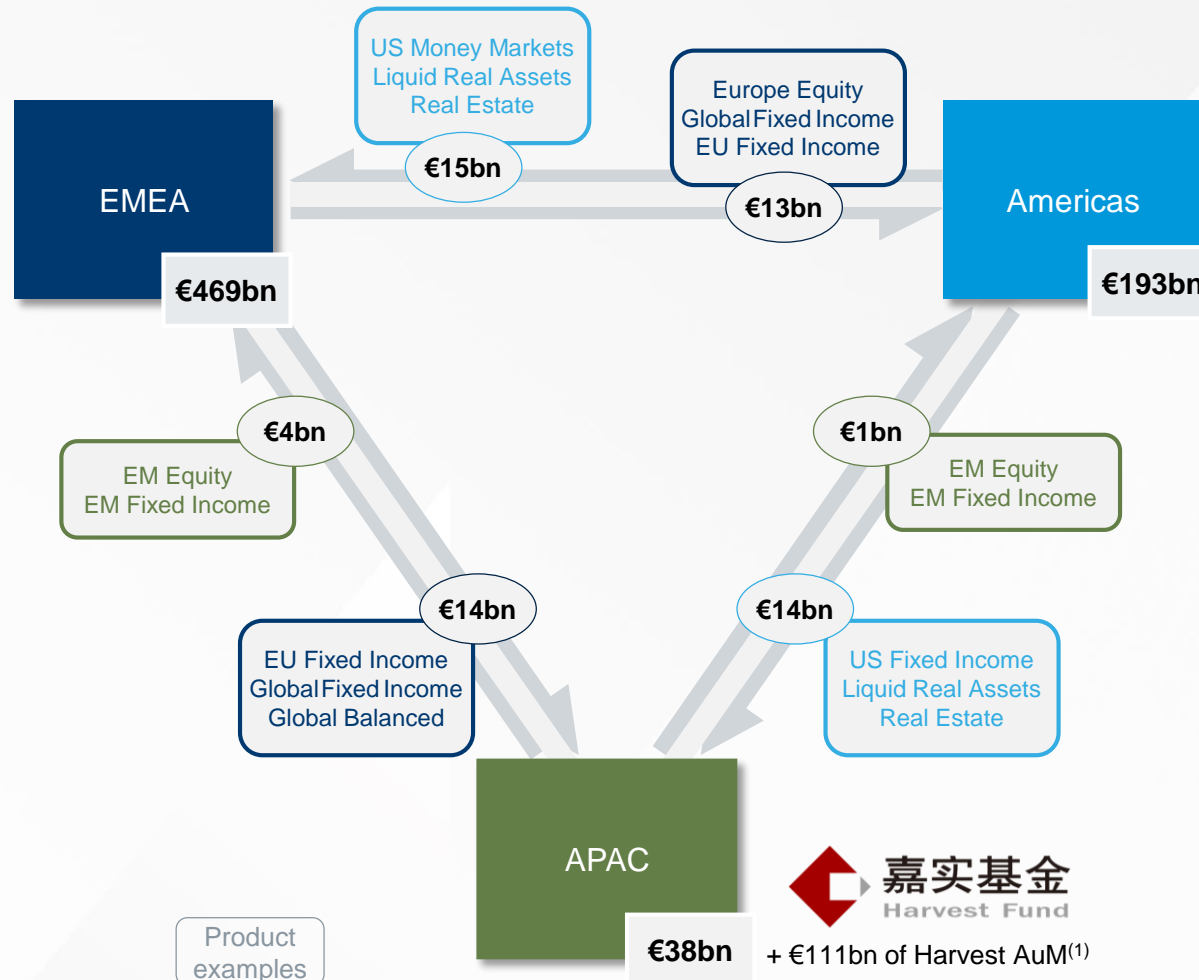 US Money Markets
Liquid Real Assets
Real Estate
€15bn
Europe Equity
Global Fixed Income
EU Fixed Income
€13bn
EMEA
€469bn
Americas
€193bn
€4bn
EM Equity
EM Fixed Income
€1bn
EM Equity
EM Fixed Income
€14bn
EU Fixed Income
Global Fixed Income
Global Balanced
€14bn
US Fixed Income
Liquid Real Assets
Real Estate
APAC
€38bn
嘉实基金
Harvest Fund
+ €111bn of Harvest AuM(1)
Product
examples